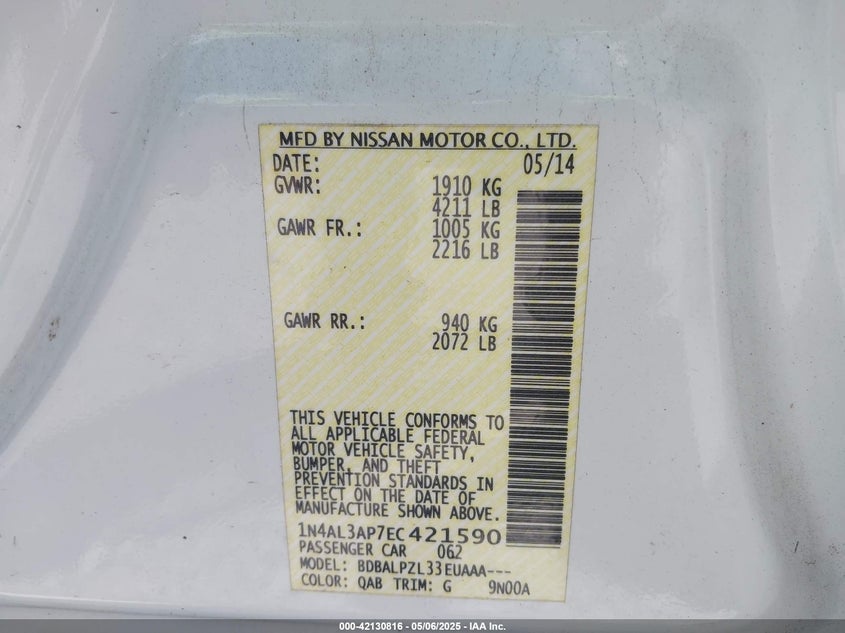 MFD BY NISSAN MOTOR CO., LTD.
DATE: 05/14
GVWR: 1910 KG
4211 LB
GAWR FR.: 1005 KG
2216 LB
GAWR RR.: 940 KG
2072 LB
THIS VEHICLE CONFORMS TO
ALL APPLICABLE FEDERAL
MOTOR VEHICLE SAFETY,
BUMPER, AND THEFT
PREVENTION STANDARDS IN
EFFECT ON THE DATE OF
MANUFACTURE SHOWN ABOVE.
1N4AL3AP7EC421590
PASSENGER CAR 062
MODEL: BDBALPZL33EUAAA---
COLOR: QAB TRIM: G 9N00A
000-42130816 - 05/06/2025 - IAA Inc.